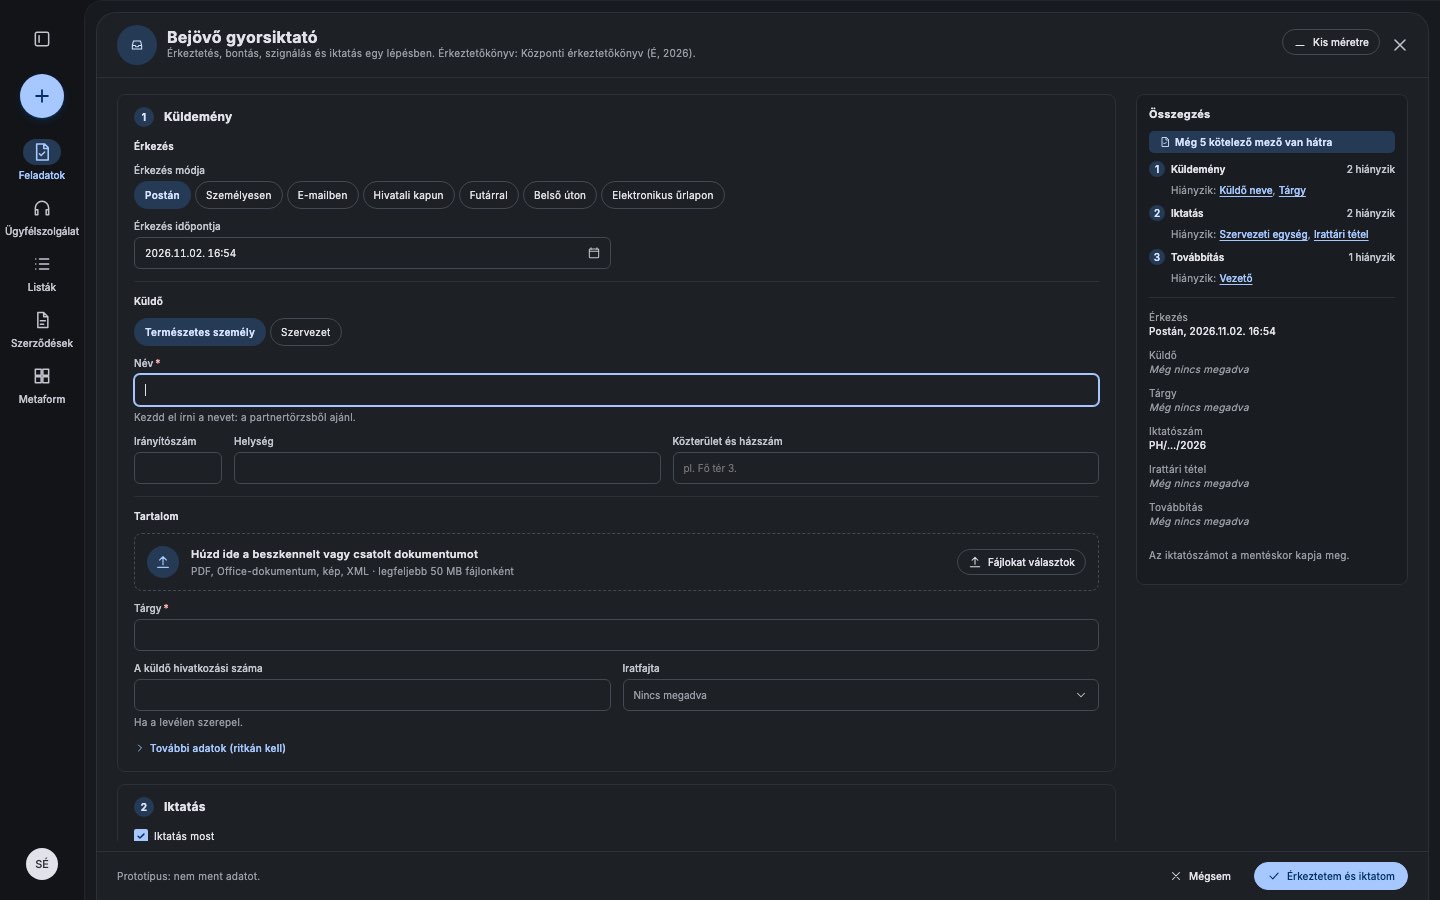 Bejövő gyorsiktató
Érkeztetés, bontás, szignálás és iktatás egy lépésben. Érkeztetőkönyv: Központi érkeztetőkönyv (É, 2026).
Kis méretre
Feladatok
Ügyfélszolgálat
Listák
Szerződések
Metaform
SÉ
1 Küldemény
Érkezés
Érkezés módja
Postán Személyesen E-mailben Hivatali kapun Futárral Belső úton Elektronikus űrlapon
Érkezés időpontja
2026.11.02. 16:54
Küldő
Természetes személy Szervezet
Név *
Kezdd el írni a nevet: a partnertörzsből ajánl.
Irányítószám Helység Közterület és házszám
pl. Fő tér 3.
Tartalom
Húzd ide a beszkennelt vagy csatolt dokumentumot
PDF, Office-dokumentum, kép, XML · legfeljebb 50 MB fájlonként
Fájlokat választok
Tárgy *
A küldő hivatkozási száma Iratfajta
Nincs megadva
Ha a levélen szerepel.
További adatok (ritkán kell)
2 Iktatás
Iktatás most
Összegzés
Még 5 kötelező mező van hátra
1 Küldemény 2 hiányzik
Hiányzik: Küldő neve, Tárgy
2 Iktatás 2 hiányzik
Hiányzik: Szervezeti egység, Irattári tétel
3 Továbbítás 1 hiányzik
Hiányzik: Vezető
Érkezés
Postán, 2026.11.02. 16:54
Küldő
Még nincs megadva
Tárgy
Még nincs megadva
Iktatószám
PH/.../2026
Irattári tétel
Még nincs megadva
Továbbítás
Még nincs megadva
Az iktatószámot a mentéskor kapja meg.
Prototípus: nem ment adatot.
Mégsem
Érkeztetem és iktatom